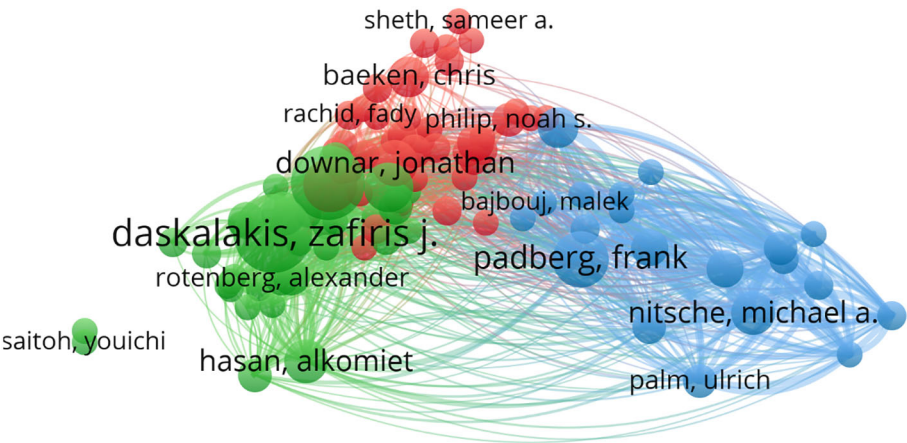 sheth, sameer a.
baeken, chris
rachid, fady
philip, noah s.
downar, jonathan
bajbouj, malek
daskalakis, zafiris j.
padberg, frank
rotenberg, alexander
nitsche, michael a.
saitoh, youichi
hasan, alkomiet
palm, ulrich